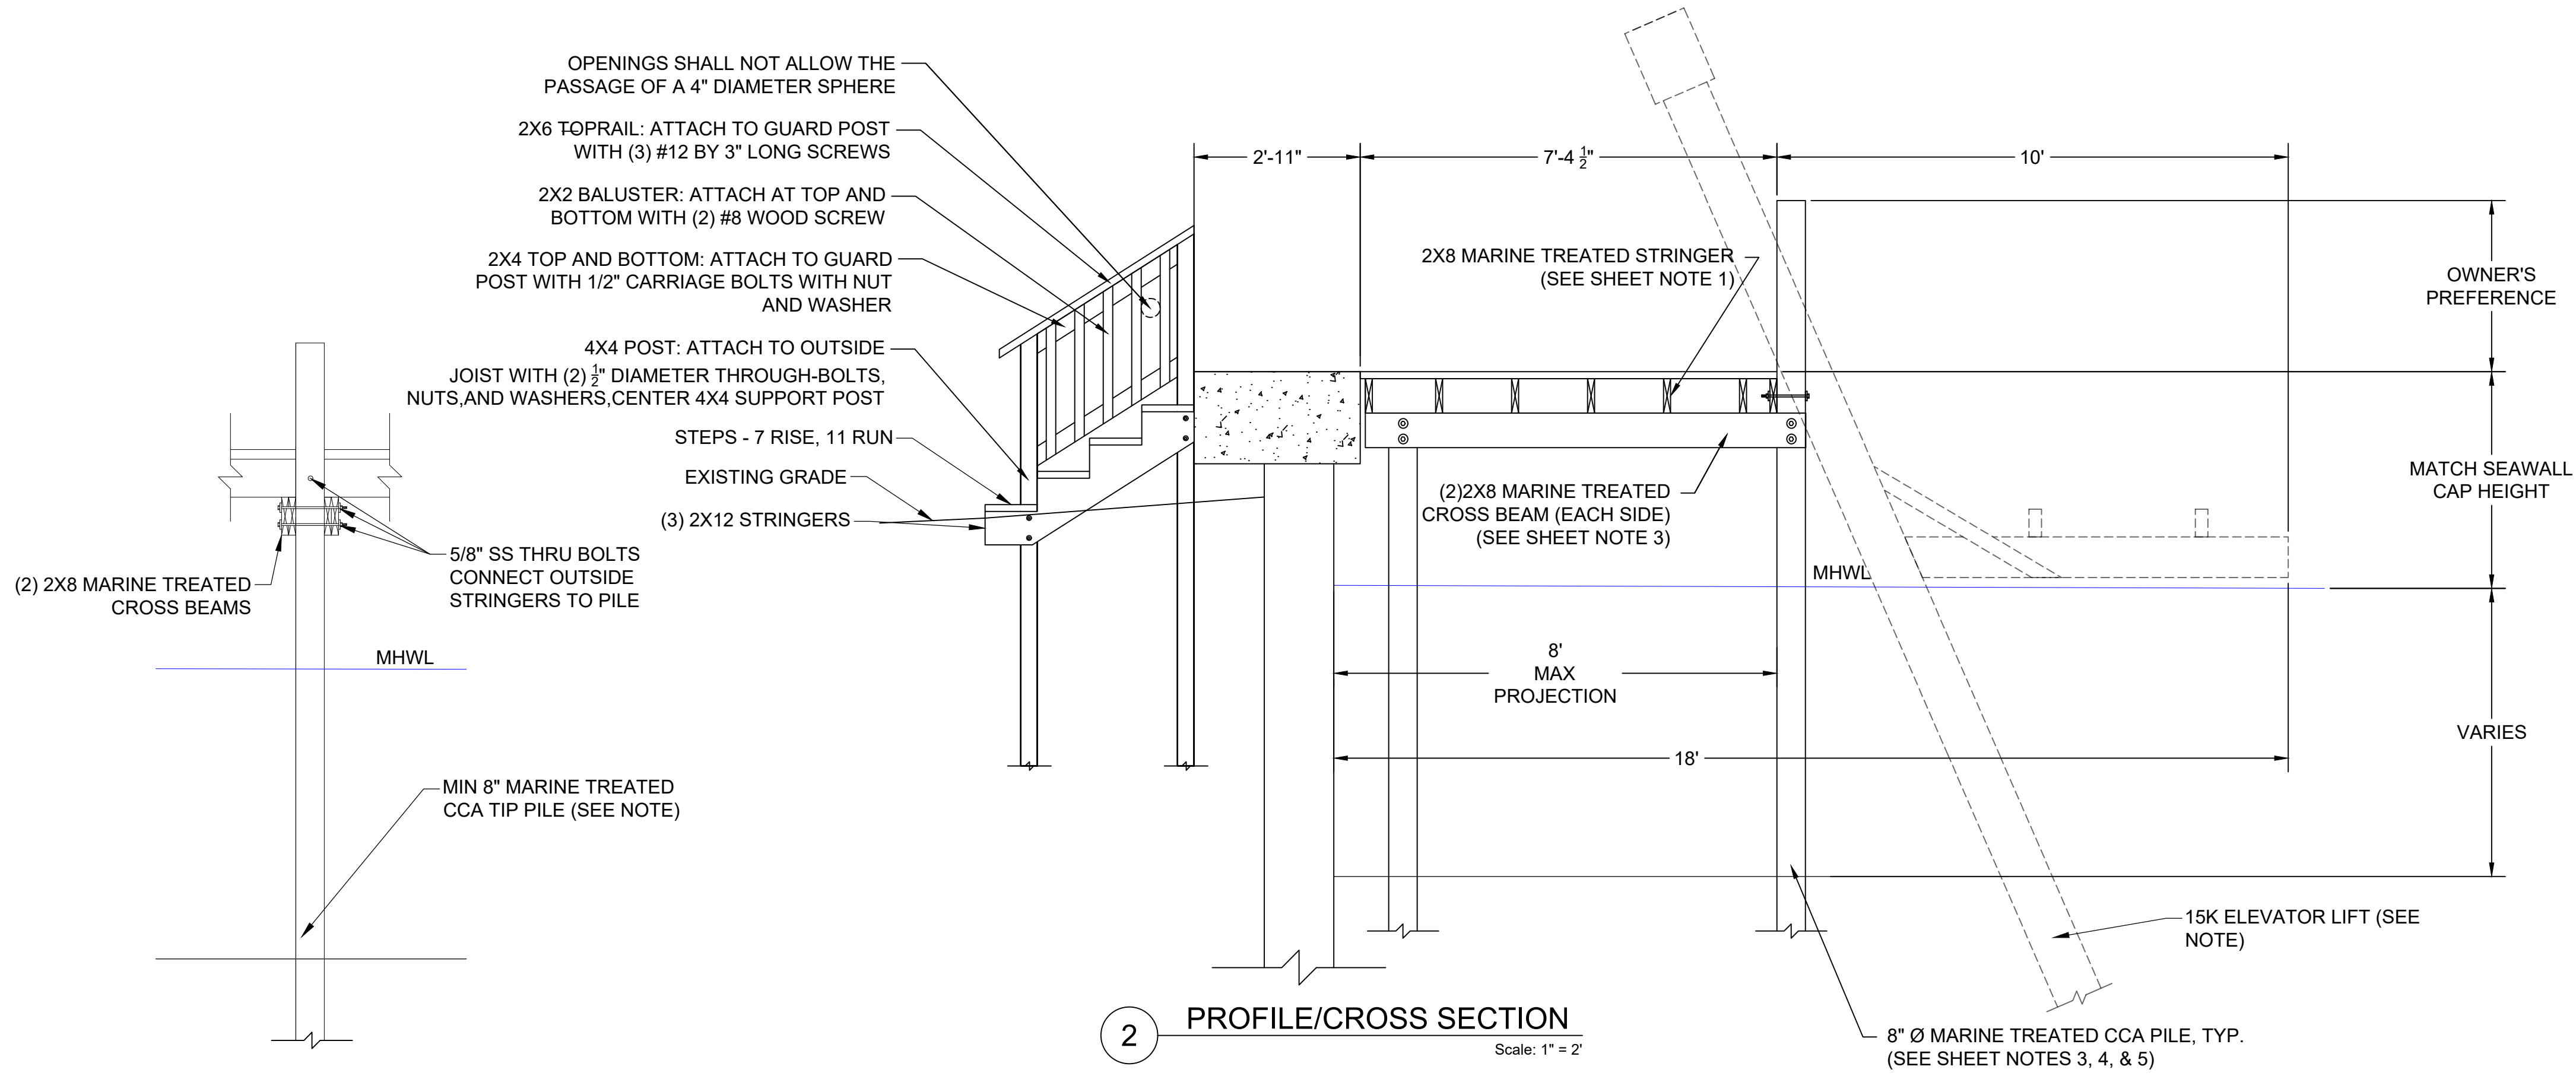 OPENINGS SHALL NOT ALLOW THE
PASSAGE OF A 4" DIAMETER SPHERE
2X6 TOPRAIL: ATTACH TO GUARD POST
WITH (3) #12 BY 3" LONG SCREWS
2X2 BALUSTER: ATTACH AT TOP AND
BOTTOM WITH (2) #8 WOOD SCREW
2X4 TOP AND BOTTOM: ATTACH TO GUARD
POST WITH 1/2" CARRIAGE BOLTS WITH NUT
AND WASHER
4X4 POST: ATTACH TO OUTSIDE
JOIST WITH (2) 1/2" DIAMETER THROUGH-BOLTS,
NUTS,AND WASHERS,CENTER 4X4 SUPPORT POST
STEPS - 7 RISE, 11 RUN
EXISTING GRADE
(3) 2X12 STRINGERS
5/8" SS THRU BOLTS
CONNECT OUTSIDE
STRINGERS TO PILE
(2) 2X8 MARINE TREATED
CROSS BEAMS
MHWL
MIN 8" MARINE TREATED
CCA TIP PILE (SEE NOTE)
2'-11"
7'-4 1/2"
10'
2X8 MARINE TREATED STRINGER
(SEE SHEET NOTE 1)
OWNER'S
PREFERENCE
MATCH SEAWALL
CAP HEIGHT
(2)2X8 MARINE TREATED
CROSS BEAM (EACH SIDE)
(SEE SHEET NOTE 3)
MHWL
8'
MAX
PROJECTION
18'
VARIES
15K ELEVATOR LIFT (SEE
NOTE)
8" Ø MARINE TREATED CCA PILE, TYP.
(SEE SHEET NOTES 3, 4, & 5)
2
PROFILE/CROSS SECTION
Scale: 1" = 2'